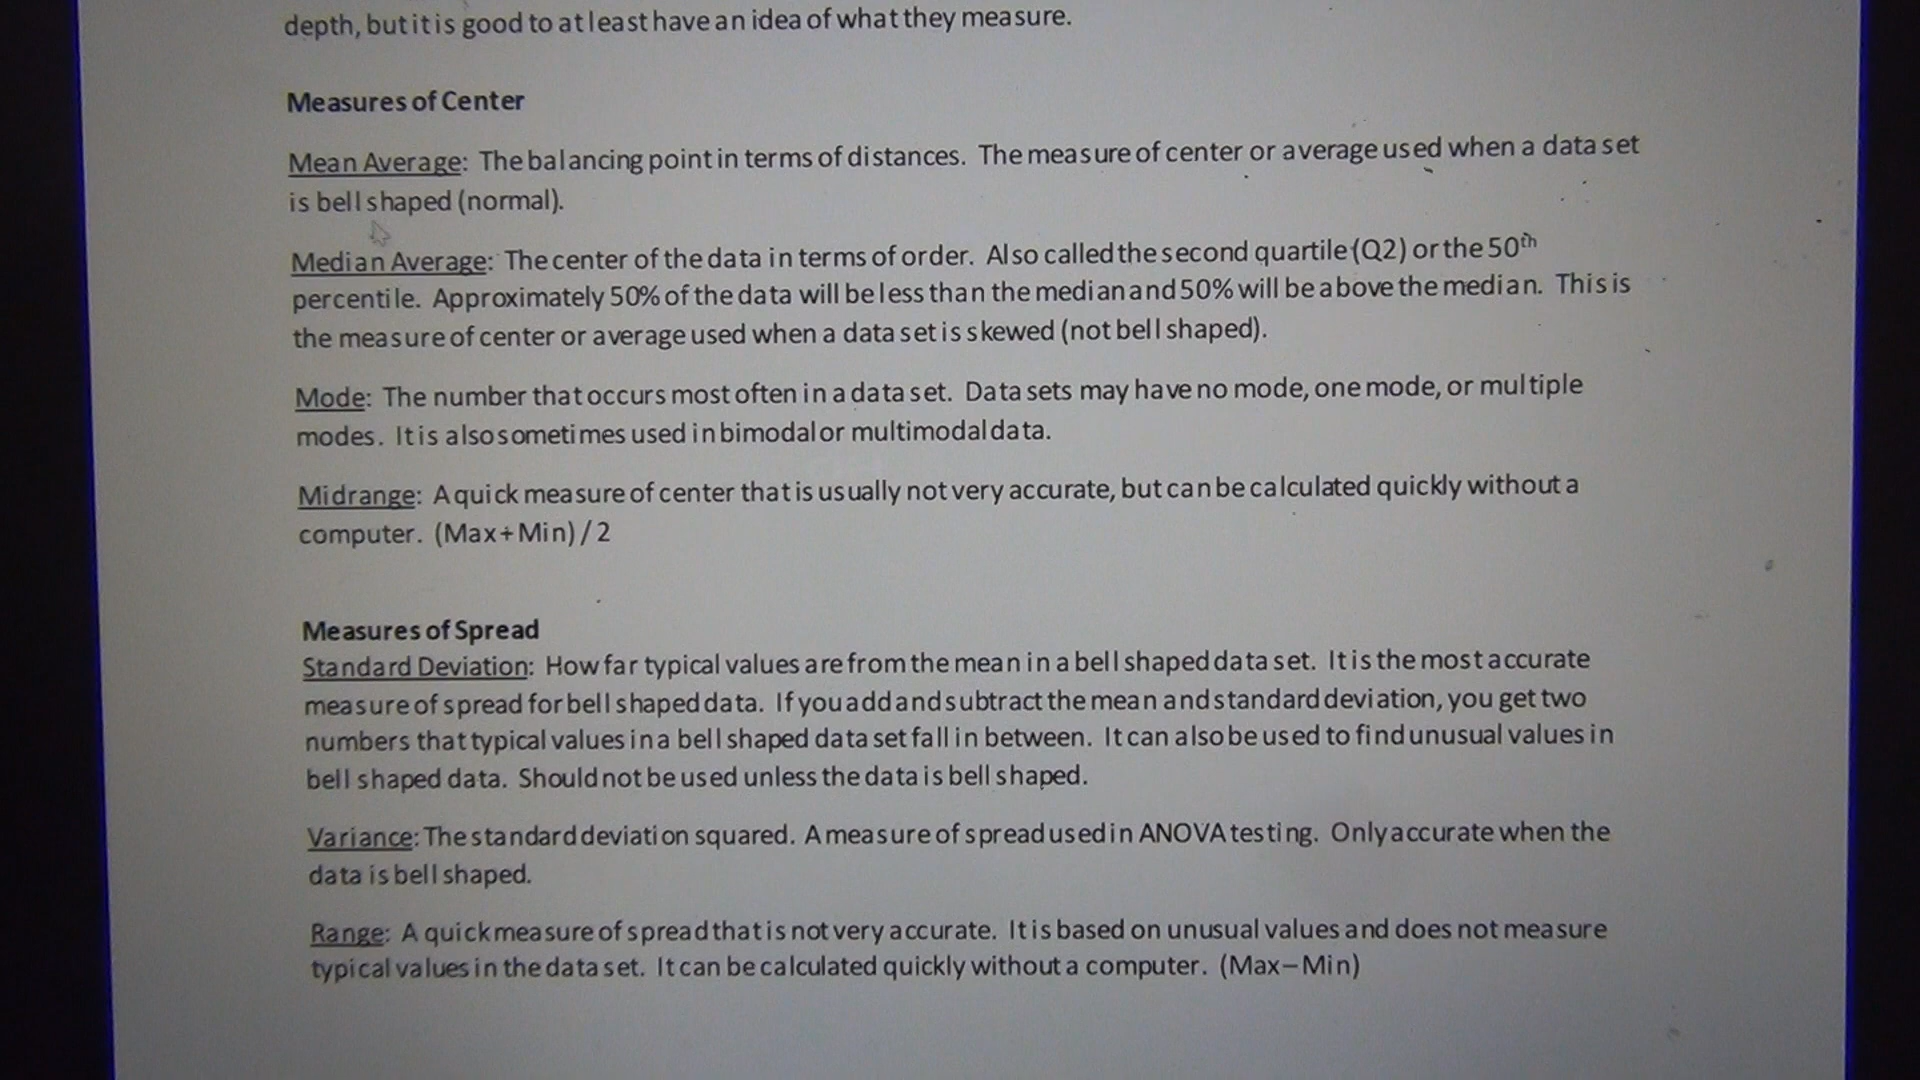 depth, but it is good to at least have an idea of what they measure.
Measures of Center
Mean Average: The balancing point in terms of distances. The measure of center or average used when a data set
is bell shaped (normal).
Median Average: The center of the data in terms of order. Also called the second quartile (Q2) or the 50th
percentile. Approximately 50% of the data will be less than the median and 50% will be above the median. This is
the measure of center or average used when a data set is skewed (not bell shaped).
Mode: The number that occurs most often in a data set. Data sets may have no mode, one mode, or multiple
modes. It is also sometimes used in bimodal or multimodal data.
Midrange: A quick measure of center that is usually not very accurate, but can be calculated quickly without a
computer. (Max+Min)/2
Measures of Spread
Standard Deviation: How far typical values are from the mean in a bell shaped data set. It is the most accurate
measure of spread for bell shaped data. If you add and subtract the mean and standard deviation, you get two
numbers that typical values in a bell shaped data set fall in between. It can also be used to find unusual values in
bell shaped data. Should not be used unless the data is bell shaped.
Variance: The standard deviation squared. A measure of spread used in ANOVA testing. Only accurate when the
data is bell shaped.
Range: A quick measure of spread that is not very accurate. It is based on unusual values and does not measure
typical values in the data set. It can be calculated quickly without a computer. (Max–Min)